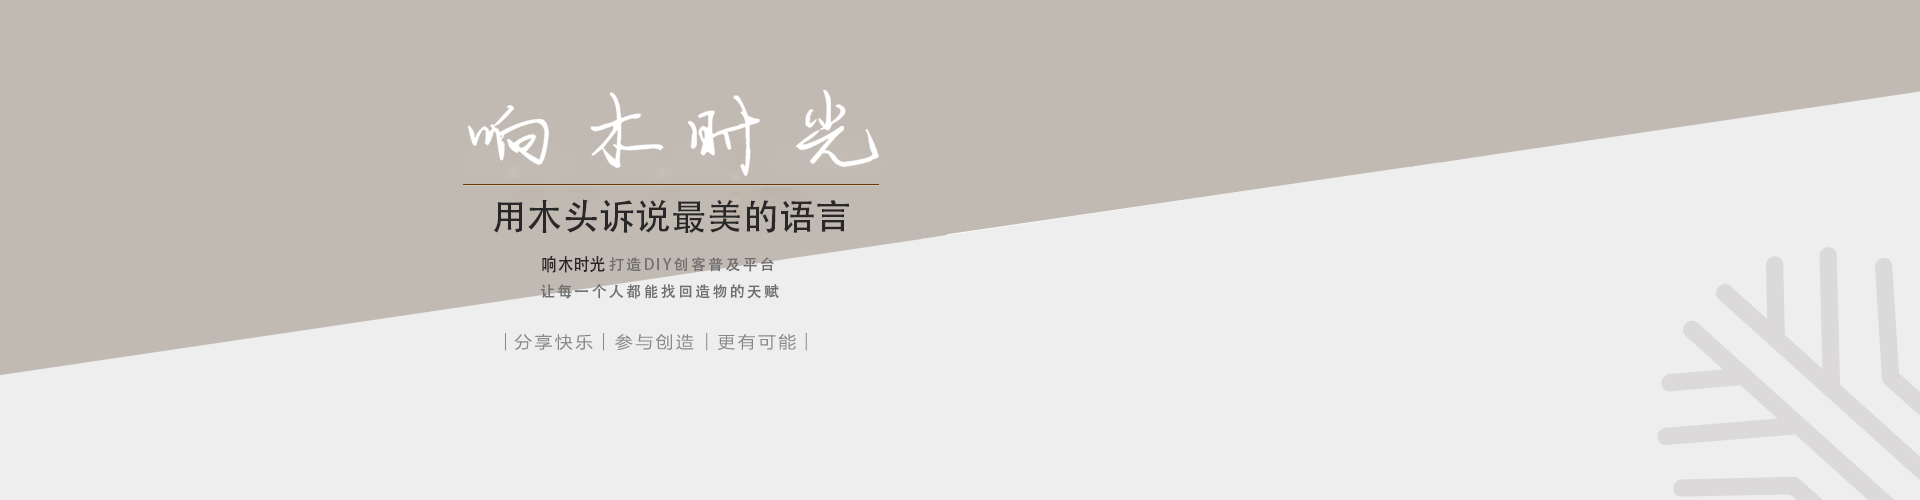 响木时光
用木头诉说最美的语言
响木时光 打造DIY创客普及平台
让每一个人都能找回造物的天赋
|分享快乐| 参与创造 |更有可能|